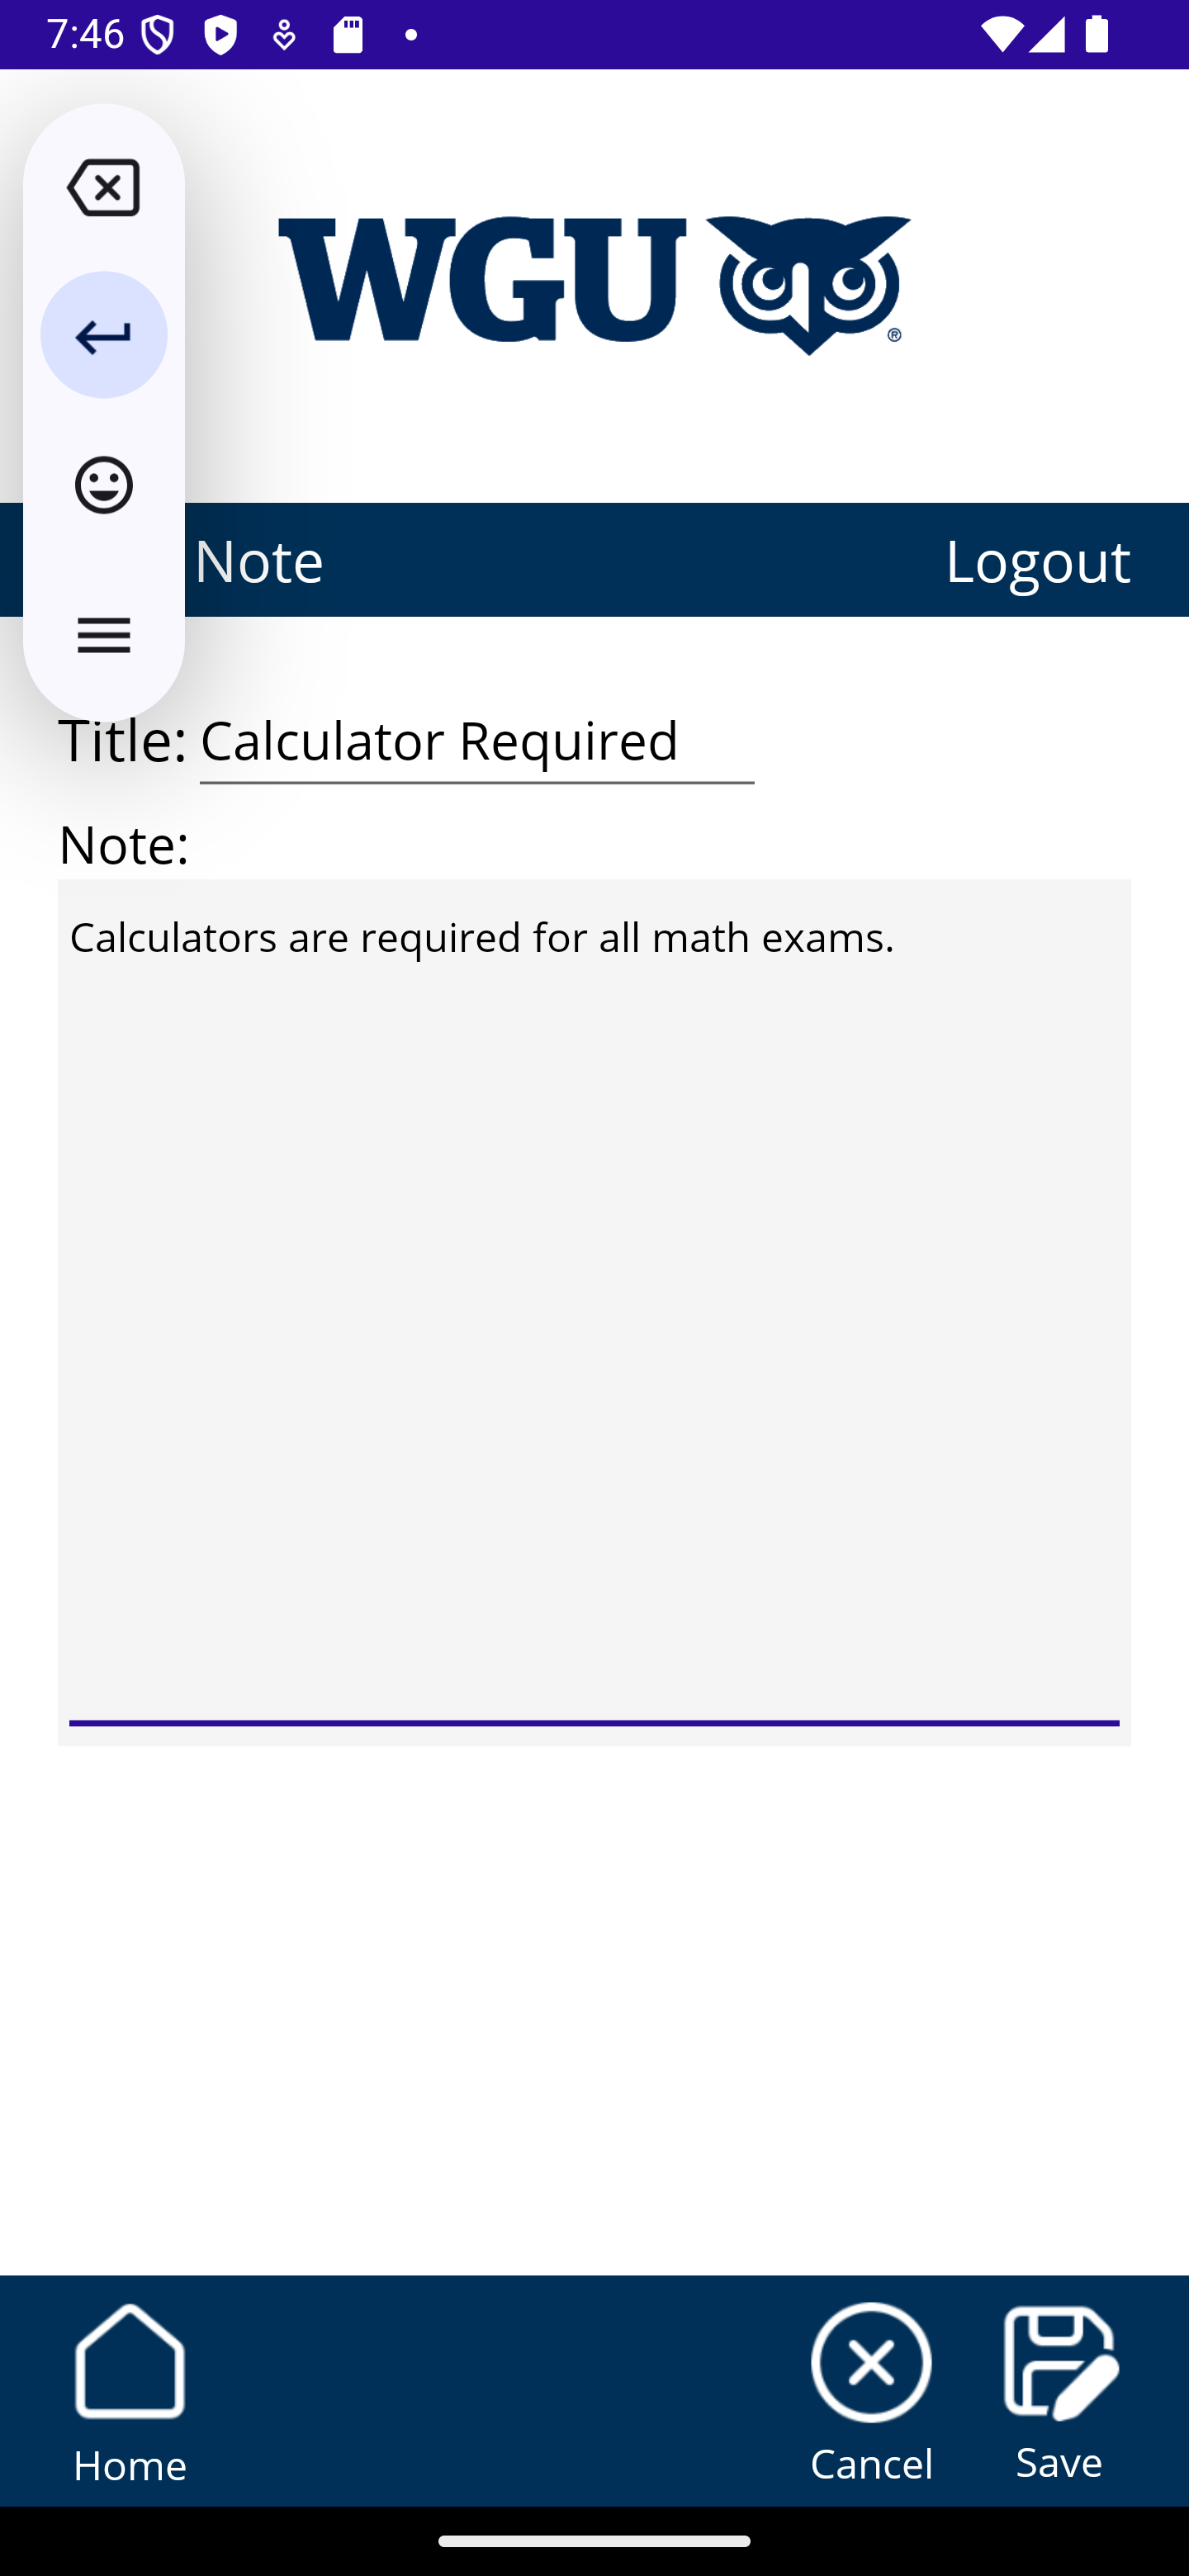 7:46
WGU
®
Note
Logout
Title: Calculator Required
Note:
Calculators are required for all math exams.
Home
Cancel
Save